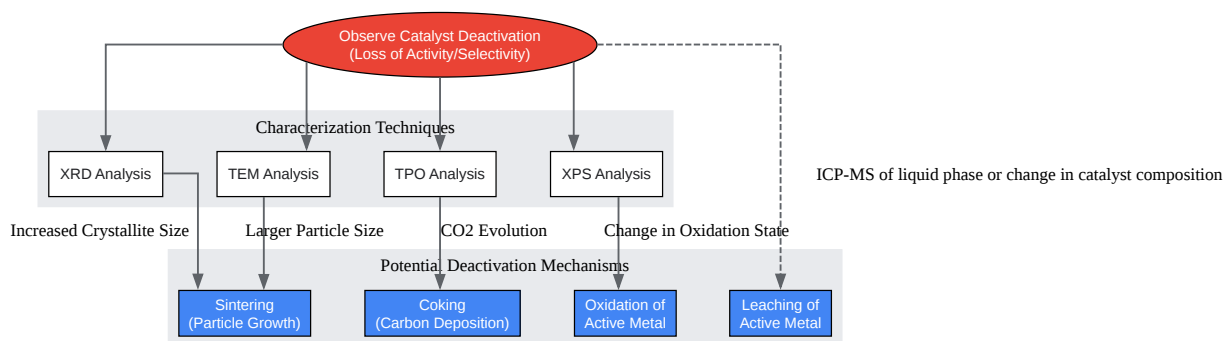 Observe Catalyst Deactivation
(Loss of Activity/Selectivity)
Characterization Techniques
XRD Analysis
TEM Analysis
TPO Analysis
XPS Analysis
ICP-MS of liquid phase or change in catalyst composition
Increased Crystallite Size
Larger Particle Size
CO2 Evolution
Change in Oxidation State
Potential Deactivation Mechanisms
Sintering
(Particle Growth)
Coking
(Carbon Deposition)
Oxidation of
Active Metal
Leaching of
Active Metal